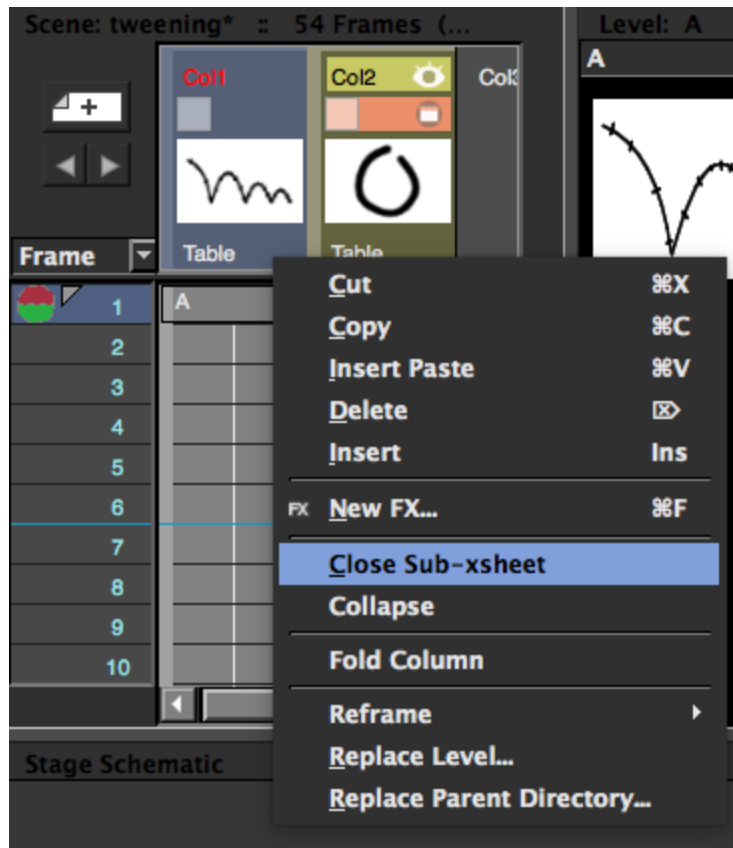 Scene: tweening* :: 54 Frames (...
Level: A
Col1
Col2
Col3
A
+
Table
Table
Frame
1
A
2
3
4
5
6
7
8
9
10
Cut ⌘X
Copy ⌘C
Insert Paste ⌘V
Delete ⌦
Insert Ins
FX New FX... ⌘F
Close Sub-xsheet
Collapse
Fold Column
Reframe
Replace Level...
Replace Parent Directory...
Stage Schematic